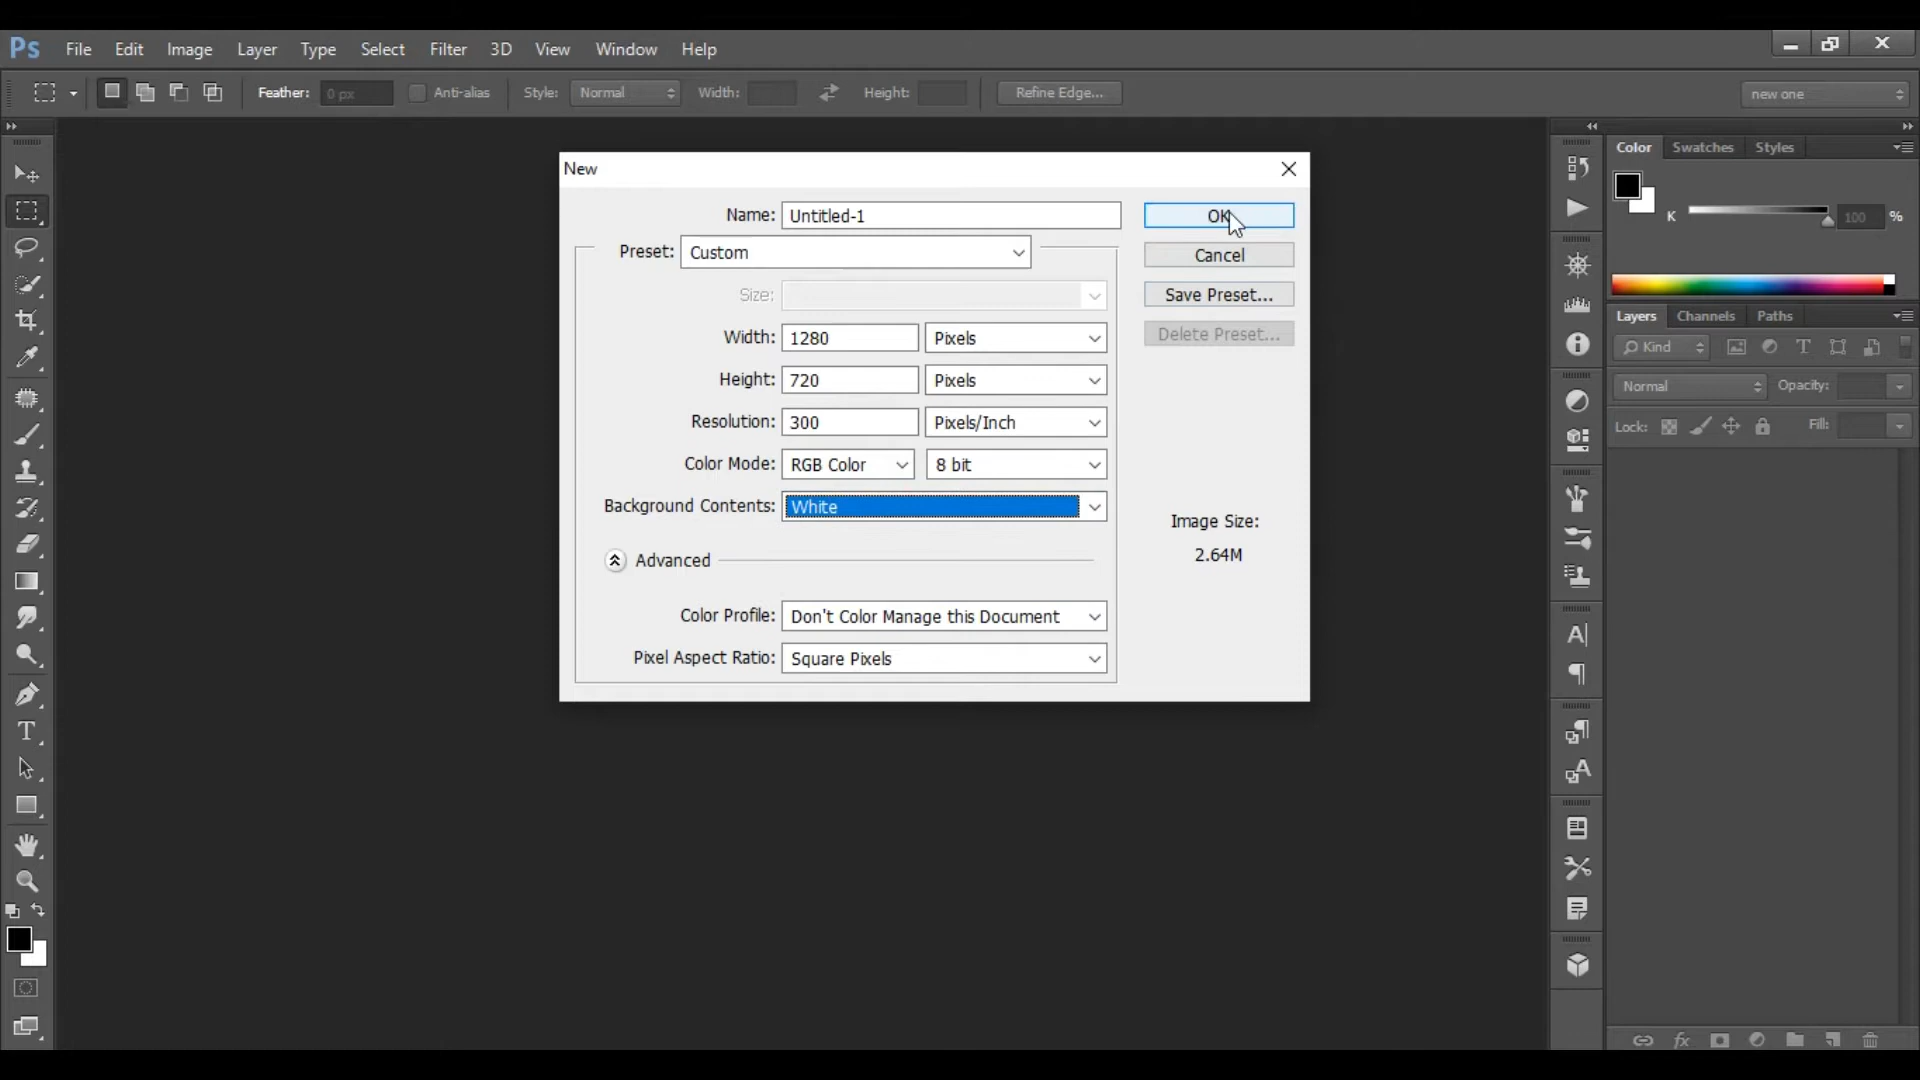 Ps File Edit Image Layer Type Select Filter 3D View Window Help
Feather: 0 px Anti-alias Style: Normal Width: Height: Refine Edge... new one
Color Swatches Styles
K 100 %
Layers Channels Paths
Kind
Normal Opacity:
Lock: Fill:
New
Name: Untitled-1 OK
Preset: Custom Cancel
Size: Save Preset...
Width: 1280 Pixels Delete Preset...
Height: 720 Pixels
Resolution: 300 Pixels/Inch
Color Mode: RGB Color 8 bit
Background Contents: White
Image Size:
2.64M
Advanced
Color Profile: Don't Color Manage this Document
Pixel Aspect Ratio: Square Pixels